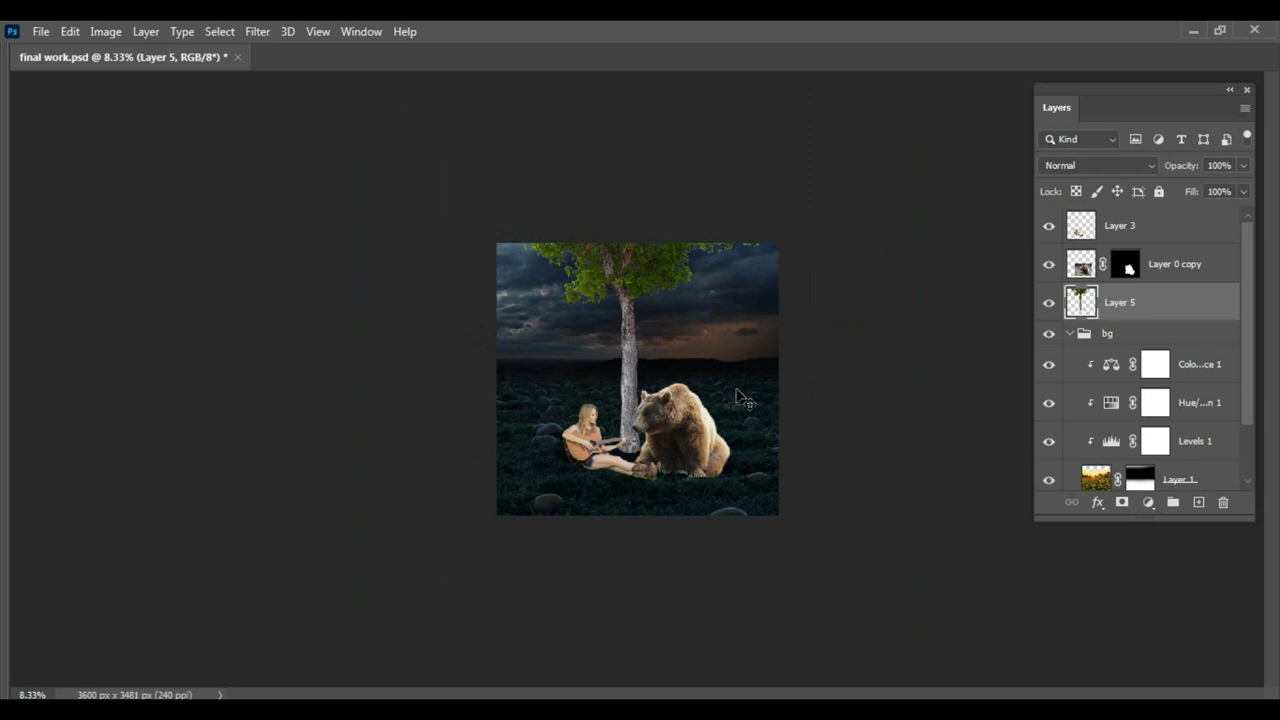 Ps File Edit Image Layer Type Select Filter 3D View Window Help
final work.psd @ 8.33% (Layer 5, RGB/8*) * ×
Layers
Kind
Normal Opacity: 100%
Lock: Fill: 100%
Layer 3
Layer 0 copy
Layer 5
bg
Colo...ce 1
Hue/...n 1
Levels 1
Layer 1
fx
8.33% 3600 px x 3481 px (240 ppi)